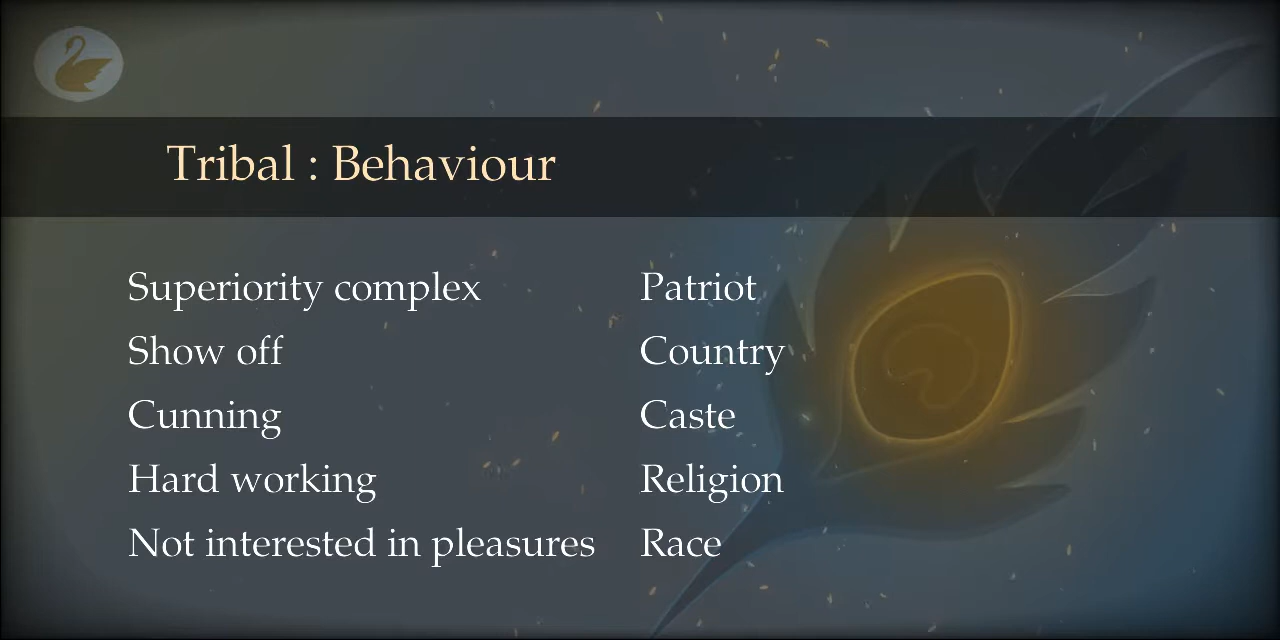 Tribal : Behaviour
Superiority complex
Show off
Cunning
Hard working
Not interested in pleasures
Patriot
Country
Caste
Religion
Race